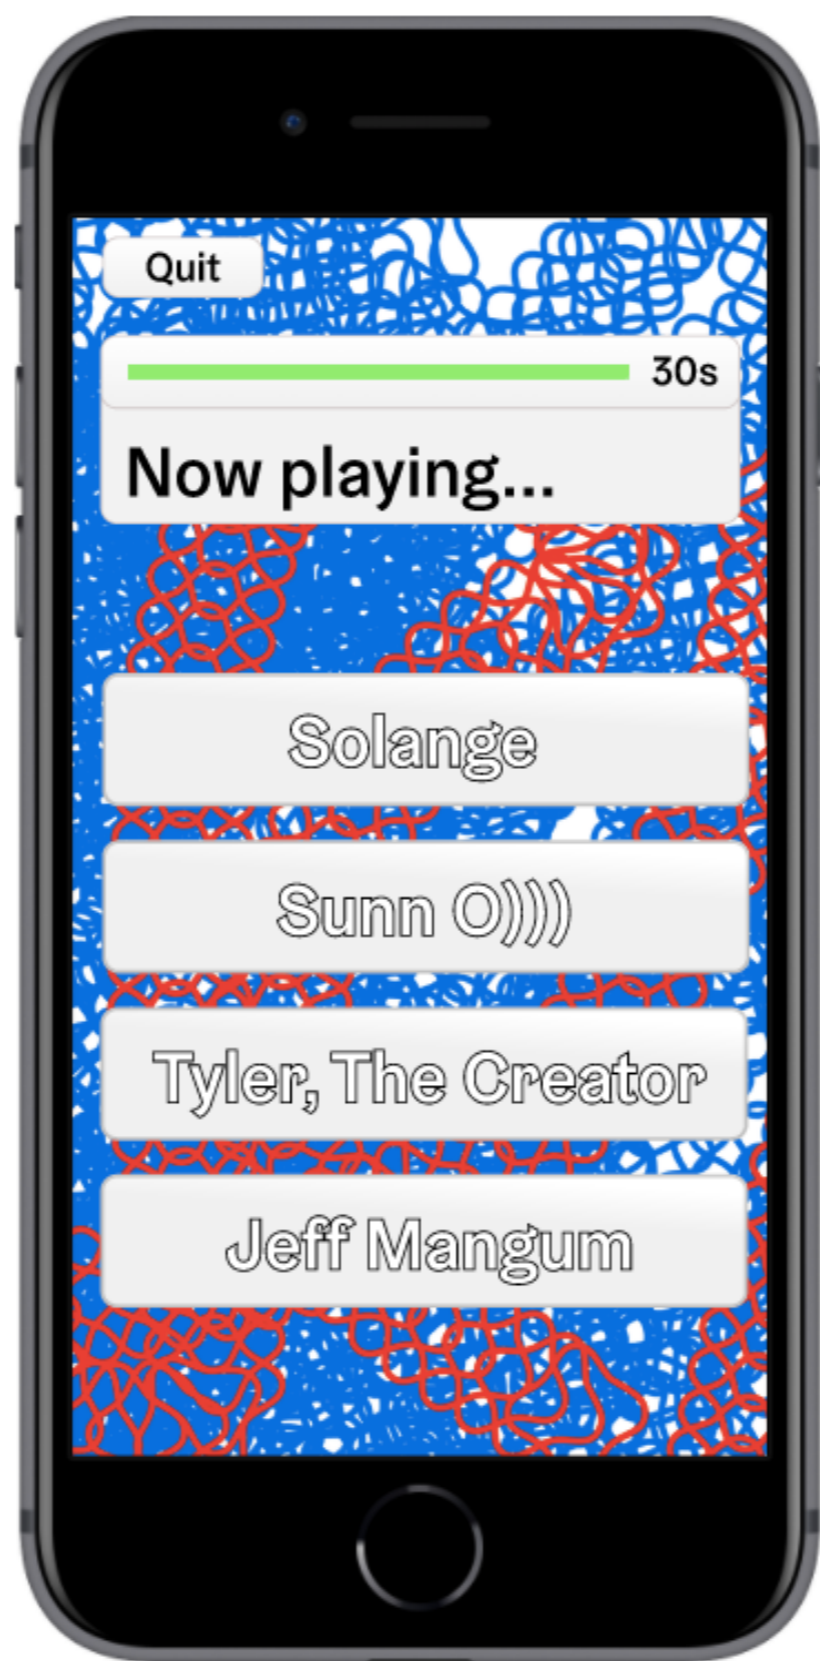 Quit
30s
Now playing...
Solange
Sunn O))))
Tyler, The Creator
Jeff Mangum